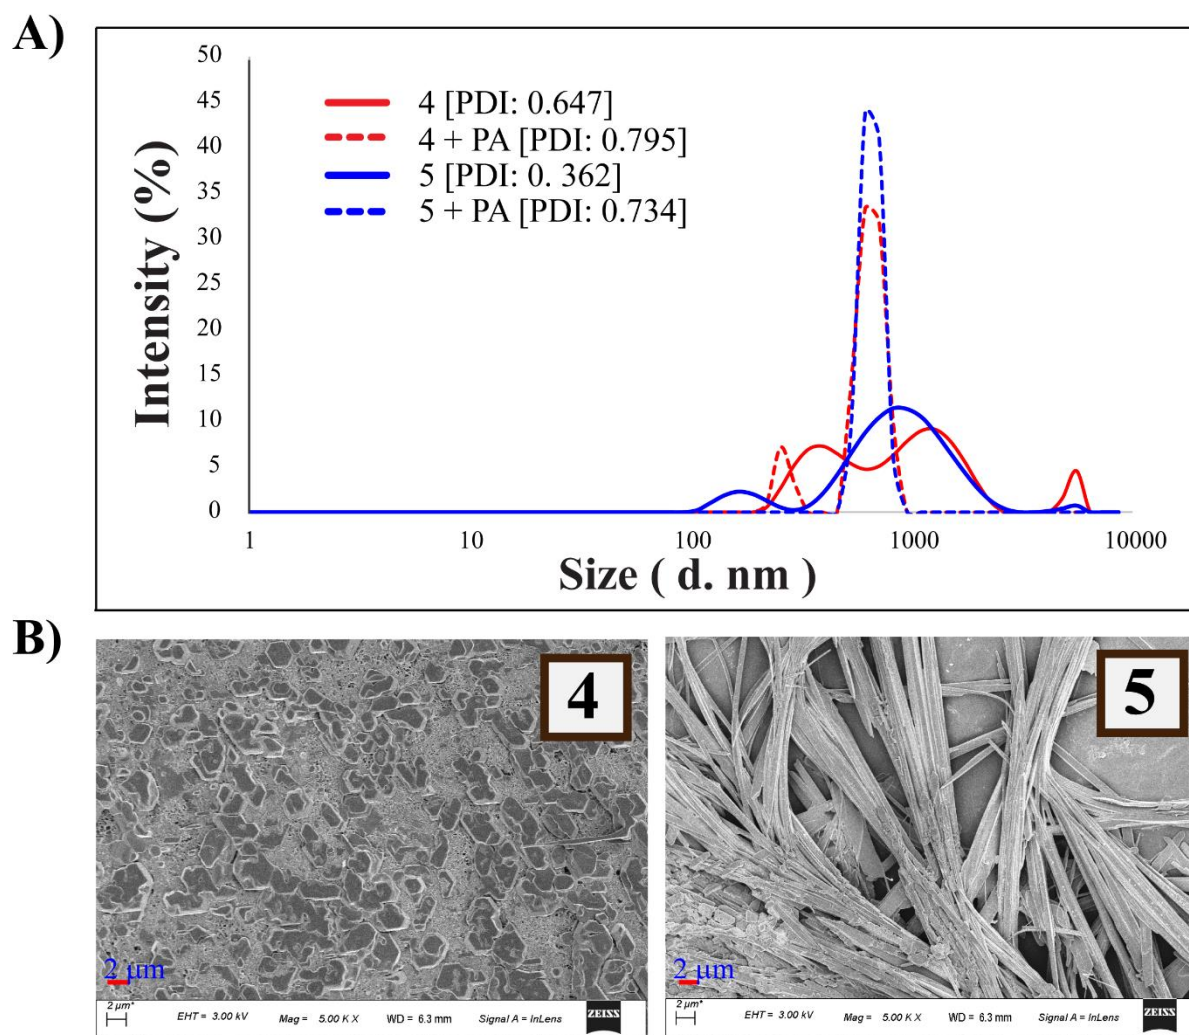 A)
50
45
40
35
30
25
20
15
10
5
0
Intensity (%)
4 [PDI: 0.647]
4 + PA [PDI: 0.795]
5 [PDI: 0. 362]
5 + PA [PDI: 0.734]
1 10 100 1000 10000
Size ( d. nm )
B)
4
2 μm
2 μm*
EHT = 3.00 kV Mag = 5.00 K X WD = 6.3 mm Signal A = InLens ZEISS
5
2 μm
2 μm*
EHT = 3.00 kV Mag = 5.00 K X WD = 6.3 mm Signal A = InLens ZEISS